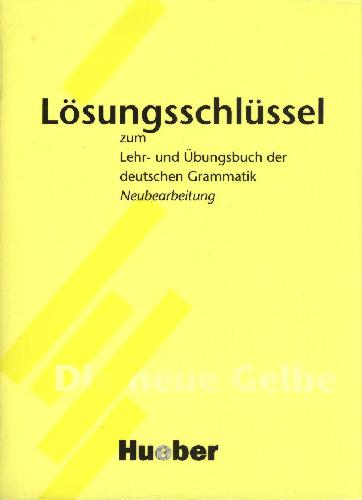 Lösungsschlüssel
zum
Lehr- und Übungsbuch der
deutschen Grammatik
Neubearbeitung
Die neue Gelbe
Hueber